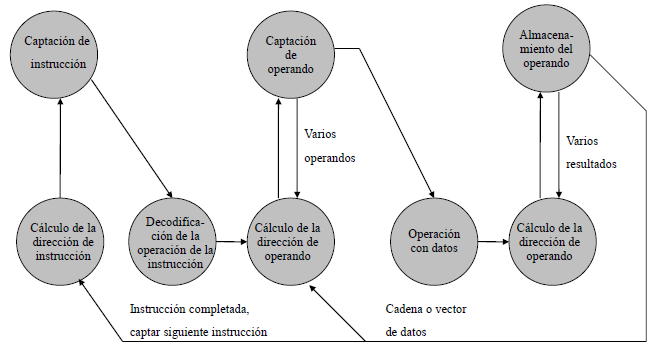 Captación de
instrucción
Captación
de
operando
Almacena-
miento del
operando
Varios
operandos
Varios
resultados
Cálculo de la
dirección de
instrucción
Decodifica-
ción de la
operación de la
instrucción
Cálculo de la
dirección de
operando
Operación
con datos
Cálculo de la
dirección de
operando
Instrucción completada,
captar siguiente instrucción
Cadena o vector
de datos